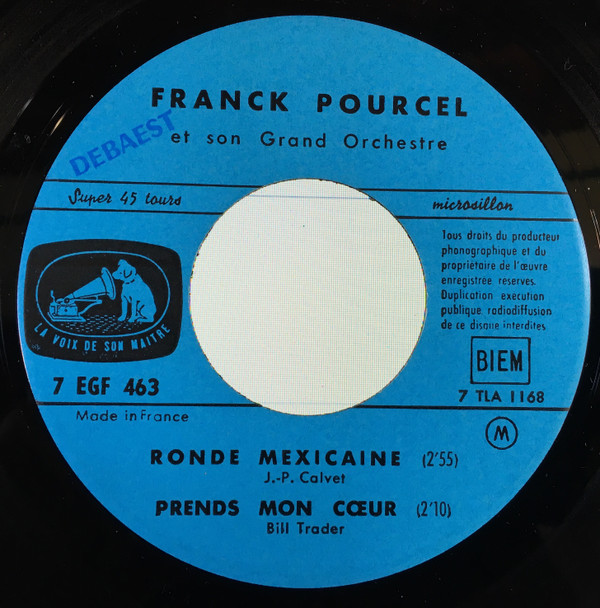 FRANCK POURCEL
et son Grand Orchestre
DEBAEST
Super 45 tours
microsillon
Tous droits du producteur
phonographique et du
propriétaire de l'œuvre
enregistrée réservés.
Duplication exécution
publique radiodiffusion
de ce disque interdites
LA VOIX DE SON MAITRE
BIEM
7 EGF 463
7 TLA 1168
Made in France
M
RONDE MEXICAINE (2'55)
J.-P. Calvet
PRENDS MON CŒUR (2'10)
Bill Trader